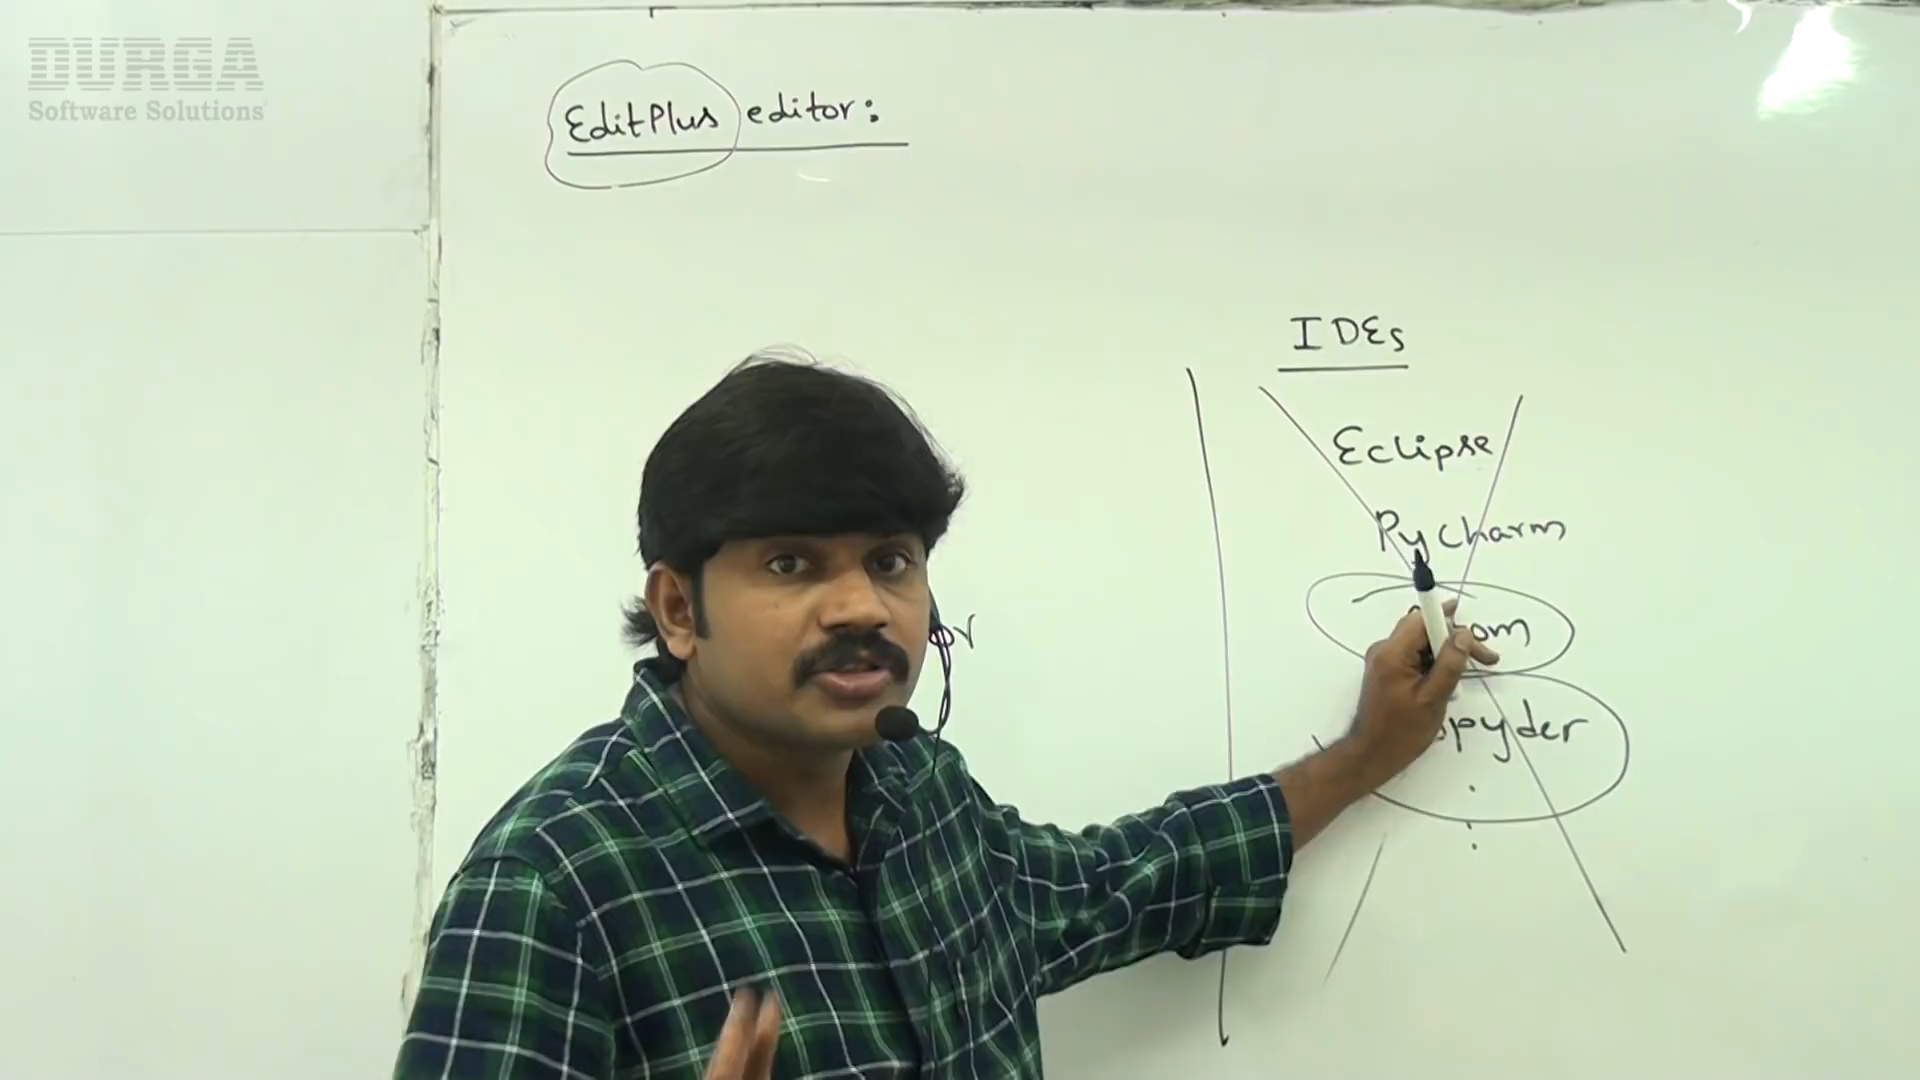 DURGA
Software Solutions
EditPlus editor:
IDEs
Eclipse
PyCharm